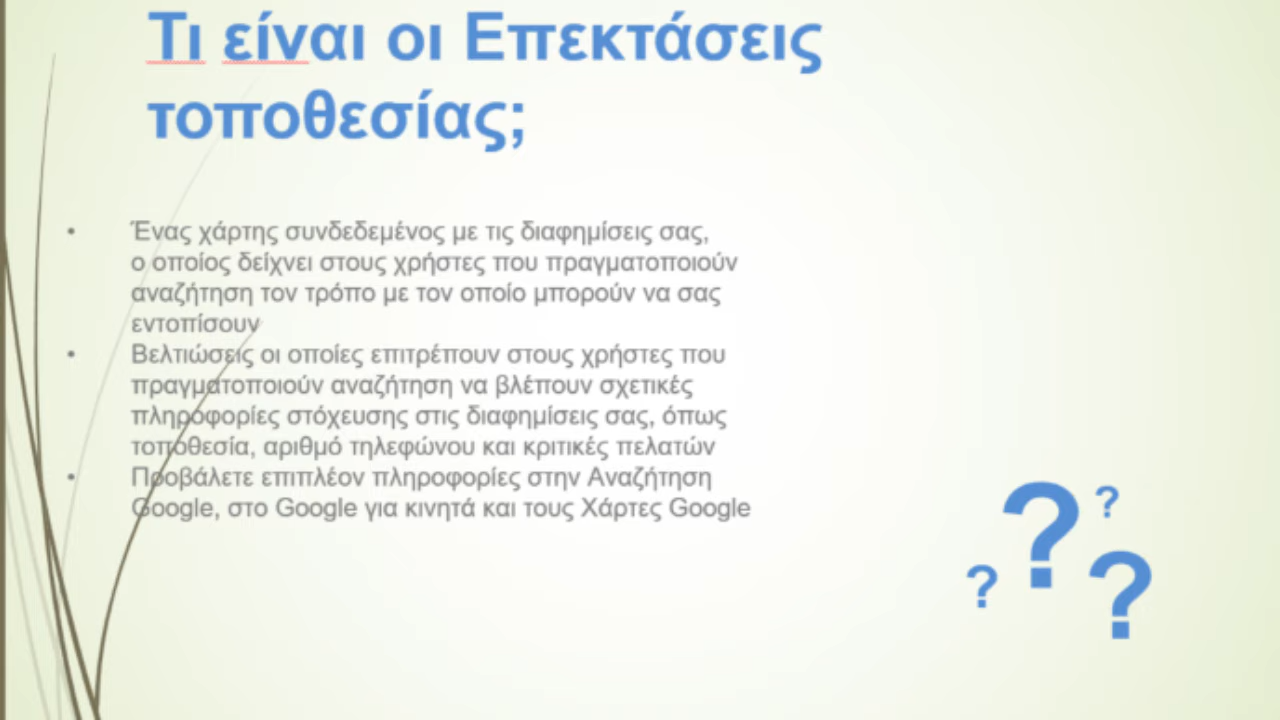 Τι είναι οι Επεκτάσεις
τοποθεσίας;
• Ένας χάρτης συνδεδεμένος με τις διαφημίσεις σας,
ο οποίος δείχνει στους χρήστες που πραγματοποιούν
αναζήτηση τον τρόπο με τον οποίο μπορούν να σας
εντοπίσουν
• Βελτιώσεις οι οποίες επιτρέπουν στους χρήστες που
πραγματοποιούν αναζήτηση να βλέπουν σχετικές
πληροφορίες στόχευσης στις διαφημίσεις σας, όπως
τοποθεσία, αριθμό τηλεφώνου και κριτικές πελατών
• Προβάλετε επιπλέον πληροφορίες στην Αναζήτηση
Google, στο Google για κινητά και τους Χάρτες Google
? ? ? ?